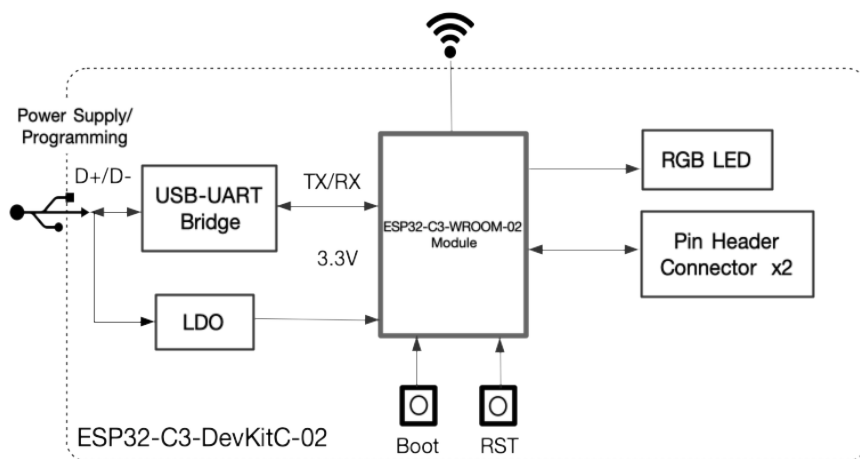 Power Supply/
Programming
D+/D-
USB-UART
Bridge
TX/RX
ESP32-C3-WROOM-02
Module
RGB LED
Pin Header
Connector x2
3.3V
LDO
Boot
RST
ESP32-C3-DevKitC-02